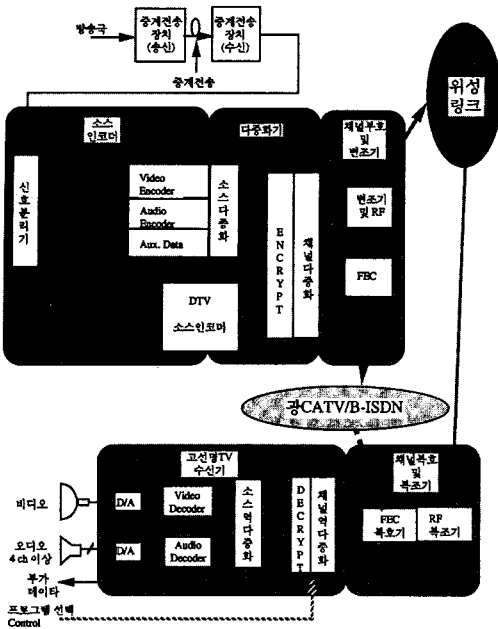 방송국
중계전송
장치
(송신)
중계전송
장치
(수신)
중계전송
위성
링크
소스
인코더
다중화기
채널부호
및
변조기
신호분리기
Video
Encoder
Audio
Encoder
Aux. Data
소스다중화
DTV
소스인코더
ENCRYPT
채널다중화
변조기
및 RF
FEC
광CATV/B-ISDN
고선명TV
수신기
채널복호
및
복조기
비디오
D/A
Video
Decoder
오디오
4 ch 이상
D/A
Audio
Decoder
소스역다중화
DECRYPT
채널역다중화
FEC
복호기
RF
복조기
부가
데이타
프로그램 선택
Control